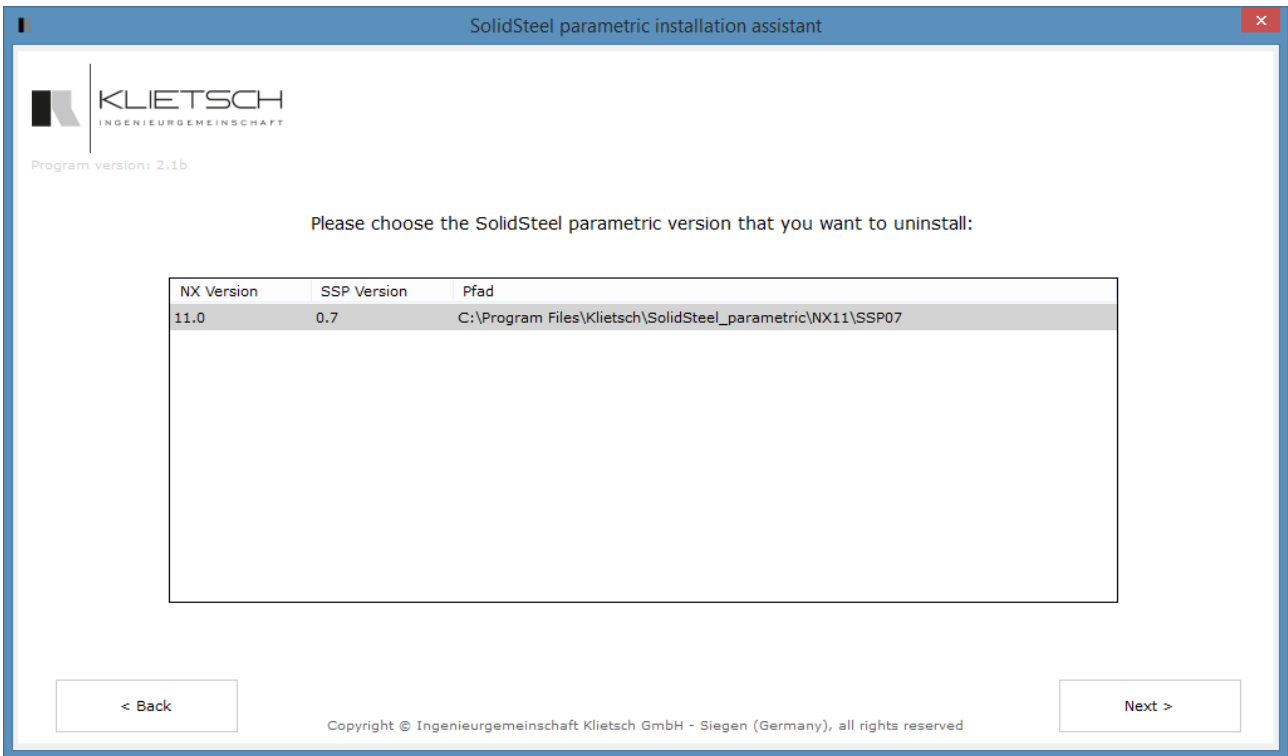 SolidSteel parametric installation assistant
KLIETSCH
INGENIEURGEMEINSCHAFT
Program version: 2.1b
Please choose the SolidSteel parametric version that you want to uninstall:
NX Version SSP Version Pfad
11.0 0.7 C:\Program Files\Klietsch\SolidSteel_parametric\NX11\SSP07
< Back
Next >
Copyright © Ingenieurgemeinschaft Klietsch GmbH - Siegen (Germany), all rights reserved